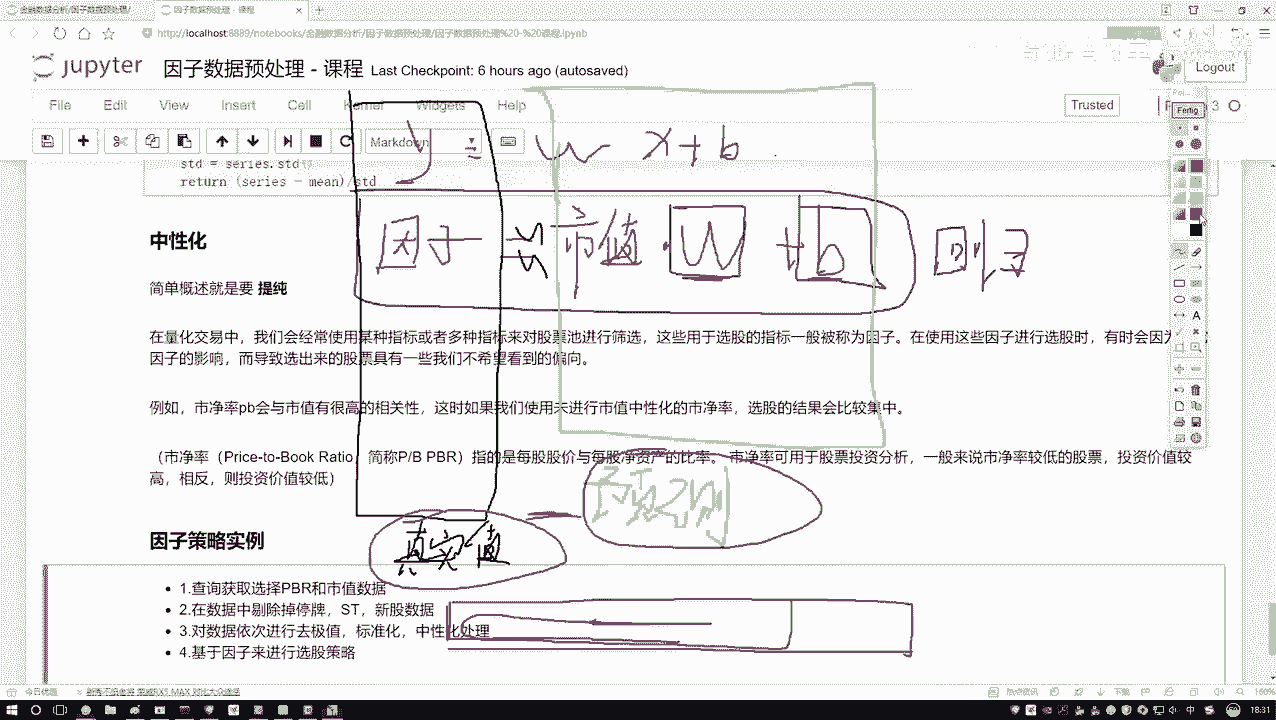 因子数据预处理 - 课程
http://localhost:8889/notebooks/金融数据分析/因子数据预处理/因子数据预处理%20-%20课程.ipynb
jupyter 因子数据预处理 - 课程 Last Checkpoint: 6 hours ago (autosaved)
Logout
File Edit View Insert Cell Kernel Widgets Help
Trusted
3
Markdown
y = w x + b
std = series.std()
return (series - mean)/std
因子 市值 · W + b 因子
中性化
简单概述就是要 提纯
在量化交易中，我们会经常使用某种指标或者多种指标来对股票池进行筛选，这些用于选股的指标一般被称为因子。在使用这些因子进行选股时，有时会因为
因子的影响，而导致选出来的股票具有一些我们不希望看到的偏向。
例如，市净率pb会与市值有很高的相关性，这时如果我们使用未进行市值中性化的市净率，选股的结果会比较集中。
（市净率（Price-to-Book Ratio，简称P/B PBR）指的是每股股价与每股净资产的比率。 市净率可用于股票投资分析，一般来说市净率较低的股票，投资价值较
高，相反，则投资价值较低）
预测
因子策略实例
真实值
1.查询获取选择PBR和市值数据
2.在数据中剔除掉停牌，ST，新股数据
3.对数据依次进行去极值，标准化，中性化处理
4.基于因子来进行选股策略
今日优选
下载
160%
中
16:31